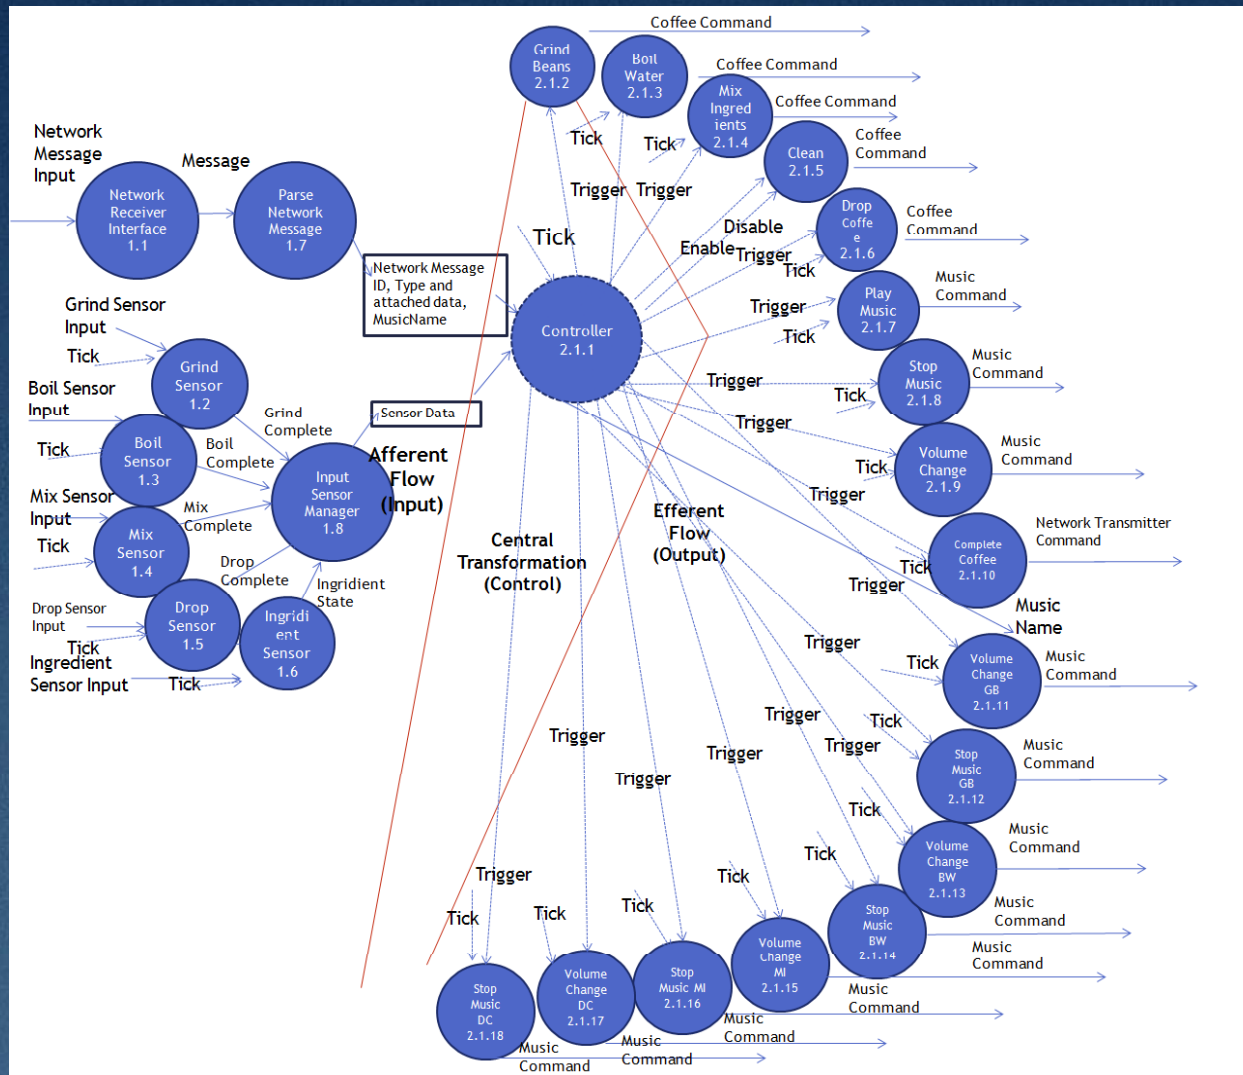 Coffee Command
Grind
Beans
2.1.2
Boil
Water
2.1.3
Coffee Command
Mix
Ingred
ients
2.1.4
Coffee Command
Tick
Tick
Clean
2.1.5
Coffee
Command
Network
Message
Input
Message
Network
Receiver
Interface
1.1
Parse
Network
Message
1.7
Trigger
Trigger
Drop
Coffe
e
2.1.6
Coffee
Command
Tick
Disable
Enable
Trigger
Tick
Network Message
ID, Type and
attached data,
MusicName
Play
Music
2.1.7
Music
Command
Trigger
Tick
Controller
2.1.1
Grind Sensor
Input
Tick
Grind
Sensor
1.2
Stop
Music
2.1.8
Music
Command
Trigger
Tick
Boil Sensor
Input
Tick
Boil
Sensor
1.3
Grind
Complete
Boil
Complete
Sensor Data
Trigger
Volume
Change
2.1.9
Music
Command
Tick
Input
Sensor
Manager
1.8
Afferent
Flow
(Input)
Mix Sensor
Input
Tick
Mix
Sensor
1.4
Mix
Complete
Trigger
Efferent
Flow
(Output)
Central
Transformation
(Control)
Complete
Coffee
2.1.10
Network Transmitter
Command
Tick
Trigger
Drop
Complete
Ingridient
State
Drop Sensor
Input
Tick
Drop
Sensor
1.5
Ingridi
ent
Sensor
1.6
Ingredient
Sensor Input
Tick
Music
Name
Trigger
Tick
Volume
Change
GB
2.1.11
Music
Command
Trigger
Tick
Stop
Music
GB
2.1.12
Music
Command
Trigger
Trigger
Trigger
Trigger
Tick
Volume
Change
BW
2.1.13
Music
Command
Tick
Stop
Music
BW
2.1.14
Music
Command
Trigger
Tick
Tick
Tick
Tick
Volume
Change
MI
2.1.15
Music
Command
Stop
Music MI
2.1.16
Music
Command
Volume
Change
DC
2.1.17
Music
Command
Stop
Music
DC
2.1.18
Music
Command
Music
Command